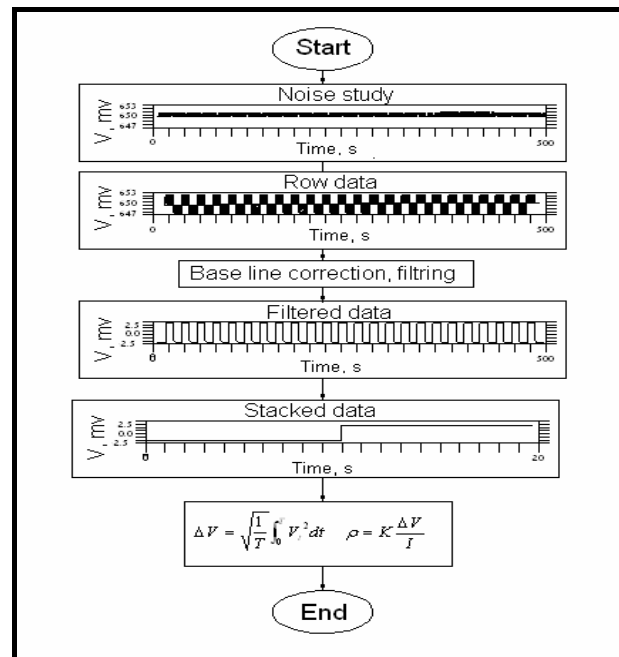 Start
Noise study
V, mv
653
650
647
0
500
Time, s
Row data
V, mv
653
650
647
0
500
Time, s
Base line correction, filtring
Filtered data
V, mv
2.5
0.0
2.5
0
500
Time, s
Stacked data
V, mv
2.5
0.0
2.5
0
20
Time, s
ΔV = √(1/T) ∫₀ᵀ Vᵢ² dt ρ = K ΔV/I
End